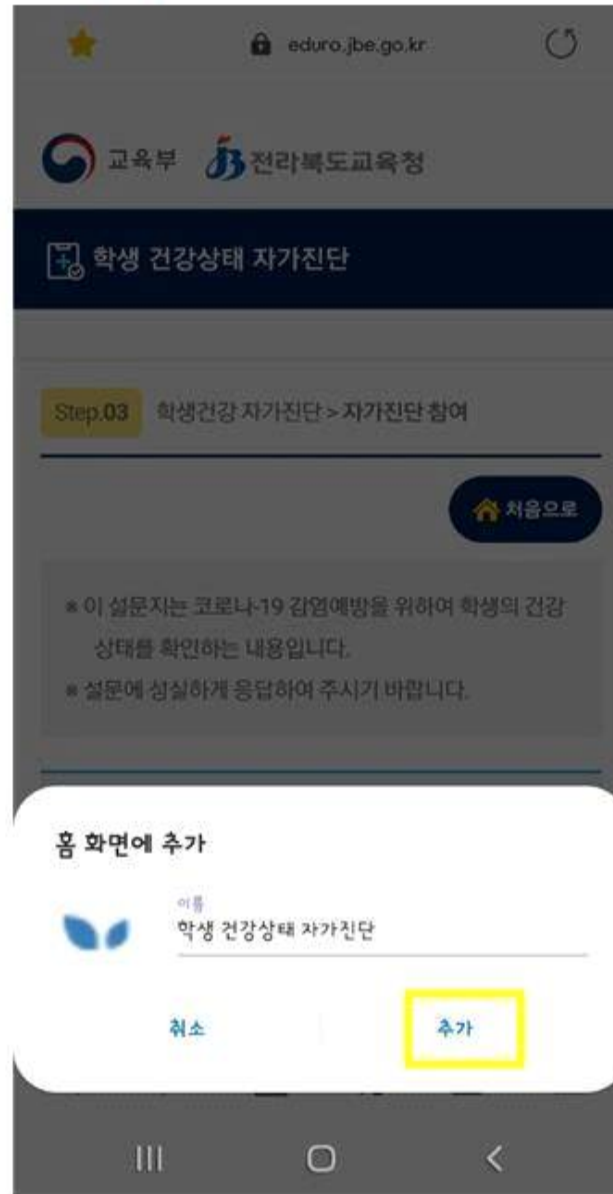 eduro.jbe.go.kr
교육부 전라북도교육청
학생 건강상태 자가진단
Step.03 학생건강 자가진단 > 자가진단 참여
처음으로
※ 이 설문지는 코로나-19 감염예방을 위하여 학생의 건강
상태를 확인하는 내용입니다.
※ 설문에 성실하게 응답하여 주시기 바랍니다.
홈 화면에 추가
이름
학생 건강상태 자가진단
취소 추가